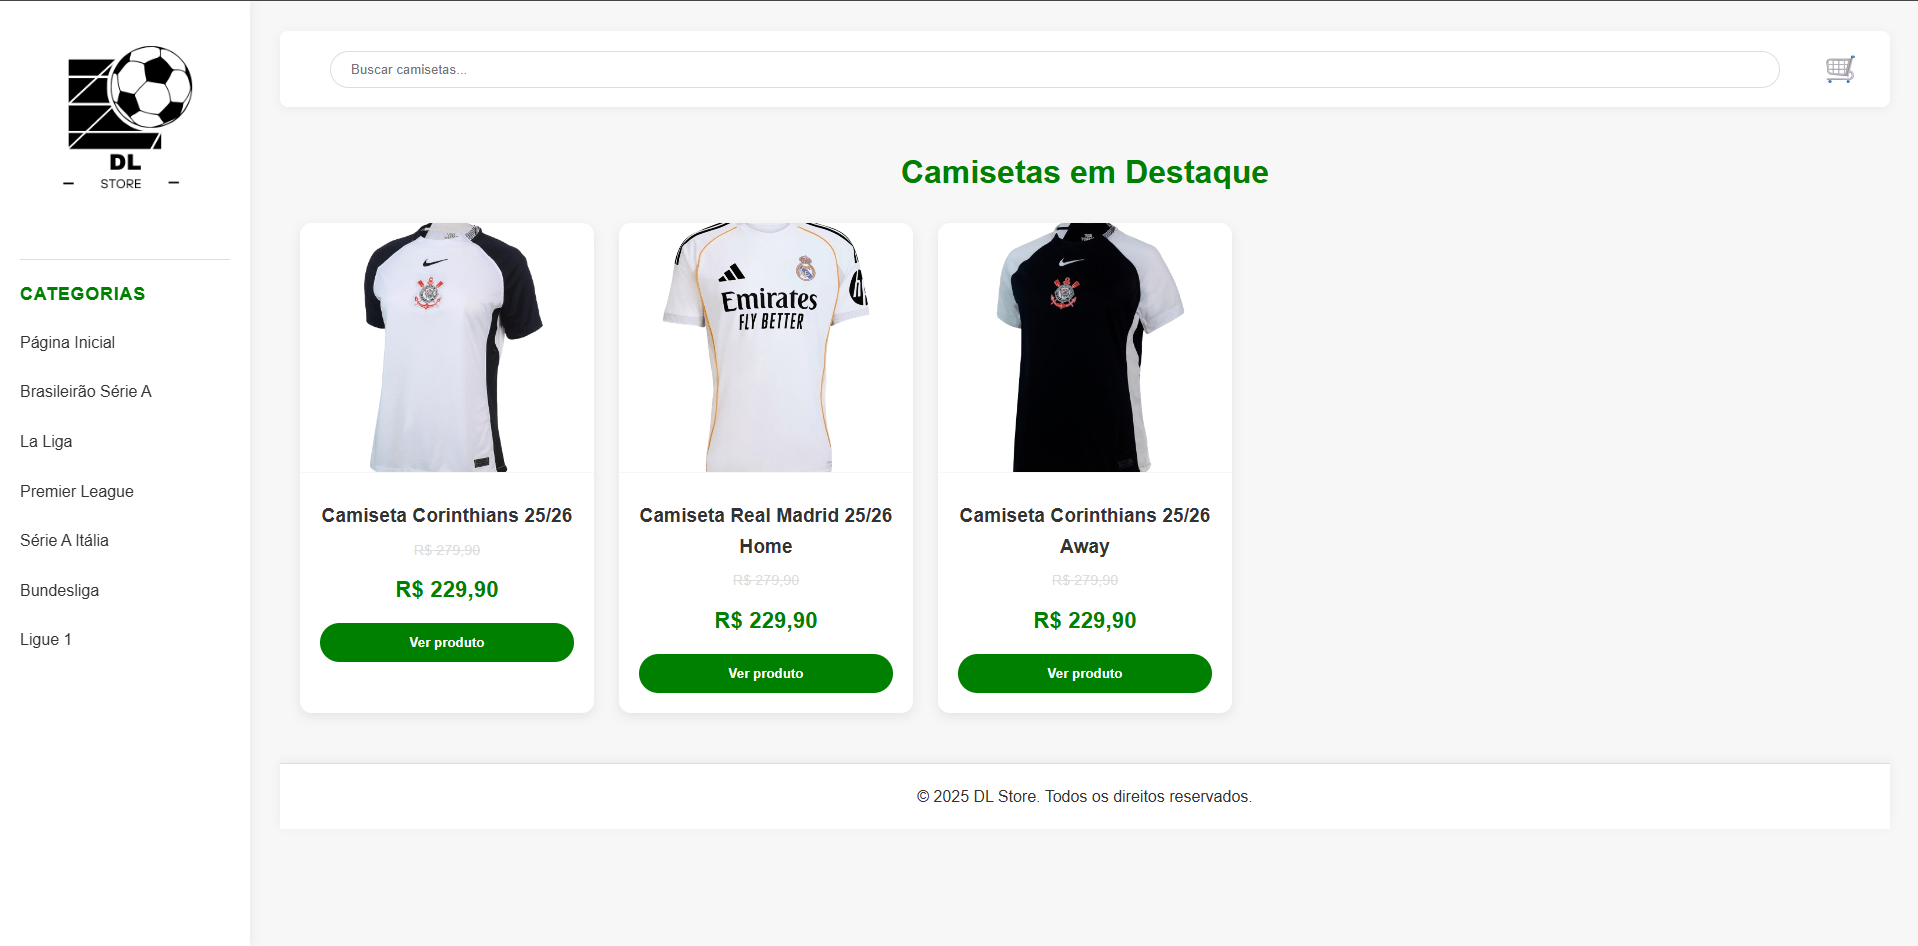 DL
STORE
CATEGORIAS
Página Inicial
Brasileirão Série A
La Liga
Premier League
Série A Itália
Bundesliga
Ligue 1
Buscar camisetas...
Camisetas em Destaque
Camiseta Corinthians 25/26
R$ 279,90
R$ 229,90
Ver produto
Emirates
FLY BETTER
Camiseta Real Madrid 25/26
Home
R$ 279,90
R$ 229,90
Ver produto
Camiseta Corinthians 25/26
Away
R$ 279,90
R$ 229,90
Ver produto
© 2025 DL Store. Todos os direitos reservados.